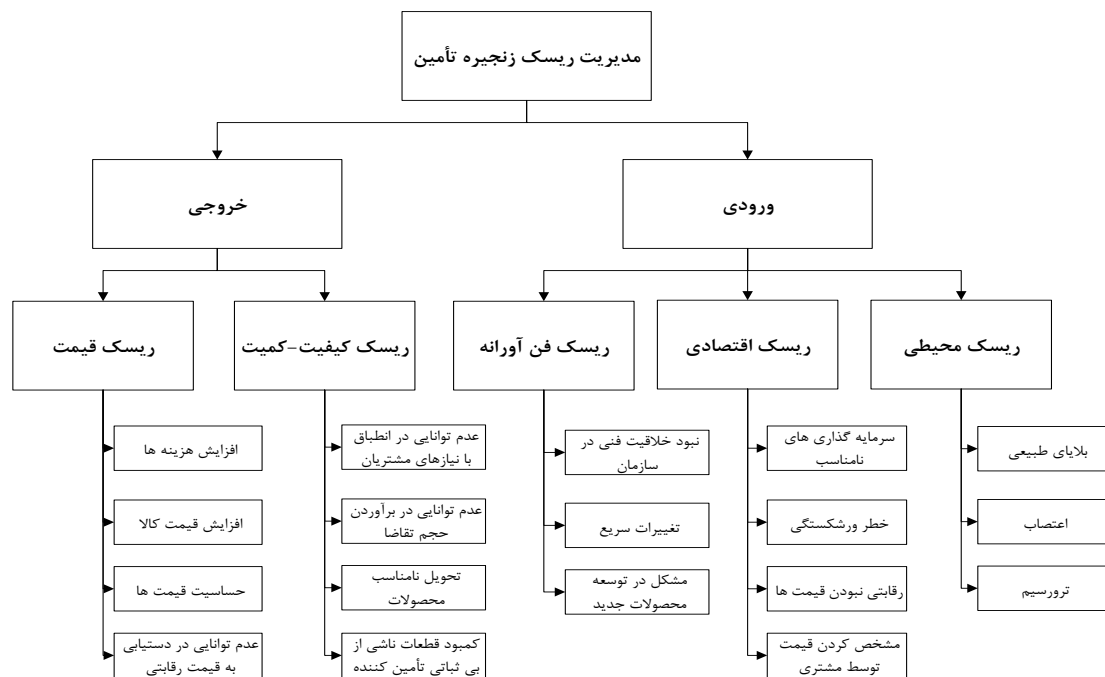 مدیریت ریسک زنجیره تأمین
ورودی
خروجی
ریسک محیطی
ریسک اقتصادی
ریسک فن آورانه
ریسک کیفیت-کمیت
ریسک قیمت
بلایای طبیعی
اعتصاب
ترورسیم
سرمایه گذاری های
نامناسب
خطر ورشکستگی
رقابتی نبودن قیمت ها
مشخص کردن قیمت
توسط مشتری
نبود خلاقیت فنی در
سازمان
تغییرات سریع
مشکل در توسعه
محصولات جدید
عدم توانایی در انطباق
با نیازهای مشتریان
عدم توانایی در برآوردن
حجم تقاضا
تحویل نامناسب
محصولات
کمبود قطعات ناشی از
بی ثباتی تأمین کننده
افزایش هزینه ها
افزایش قیمت کالا
حساسیت قیمت ها
عدم توانایی در دستیابی
به قیمت رقابتی